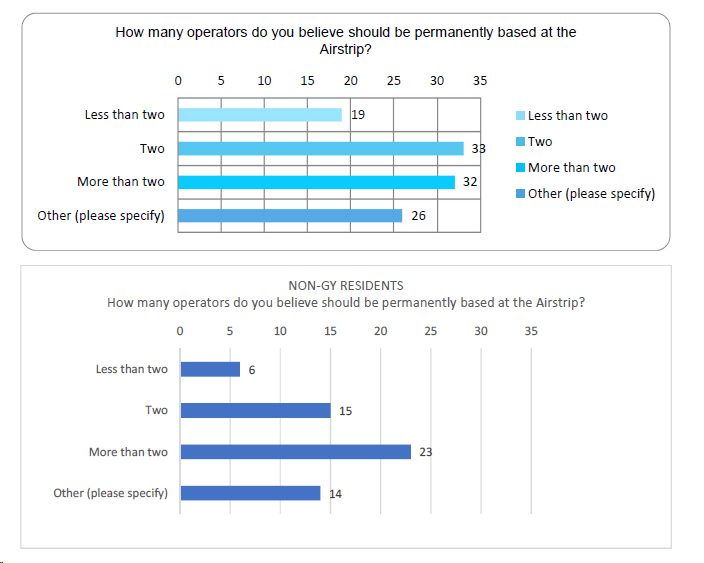 How many operators do you believe should be permanently based at the
Airstrip?
0 5 10 15 20 25 30 35
Less than two 19
Two 33
More than two 32
Other (please specify) 26
Less than two
Two
More than two
Other (please specify)
NON-GY RESIDENTS
How many operators do you believe should be permanently based at the Airstrip?
0 5 10 15 20 25 30 35
Less than two 6
Two 15
More than two 23
Other (please specify) 14